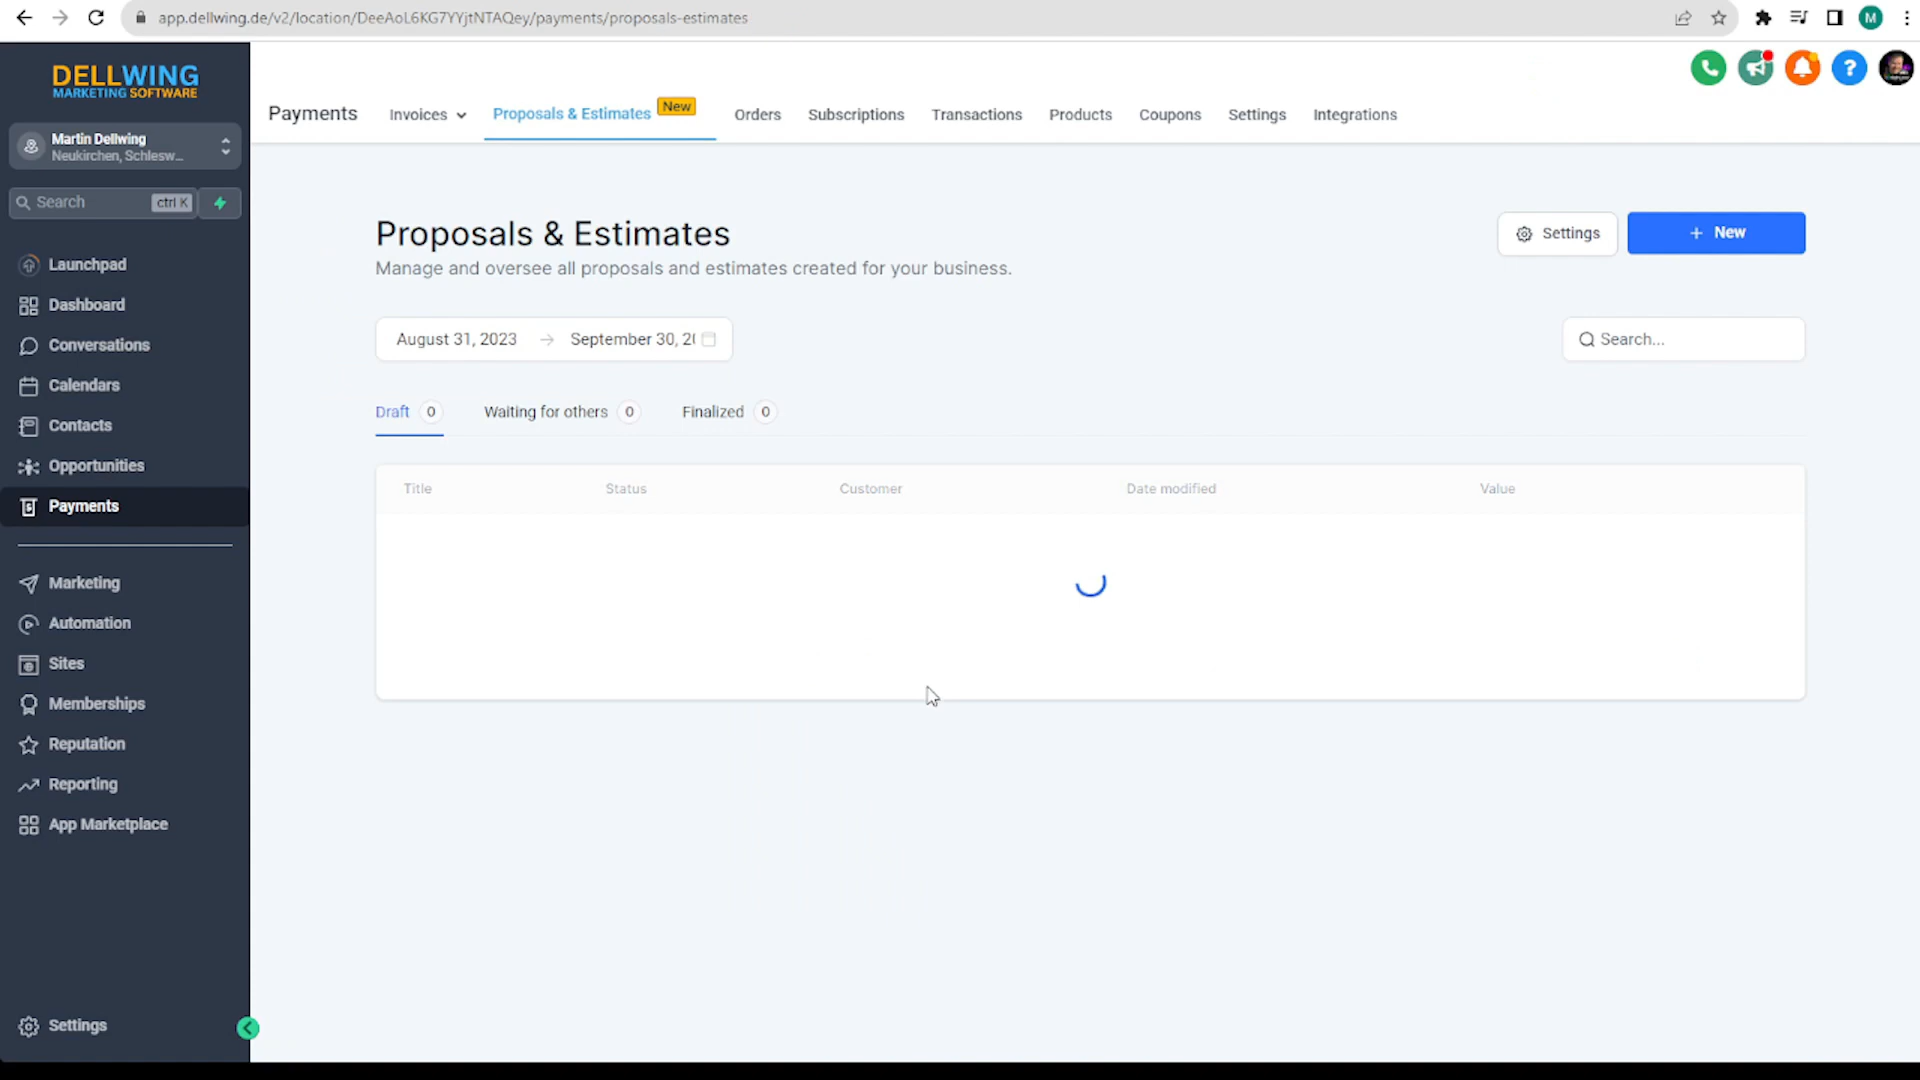 app.dellwing.de/v2/location/DeeAoL6KG7YYjtNTAQey/payments/proposals-estimates
M
DELLWING
MARKETING SOFTWARE
Martin Dellwing
Neukirchen, Schlesw...
Search ctrl K
Launchpad
Dashboard
Conversations
Calendars
Contacts
Opportunities
Payments
Marketing
Automation
Sites
Memberships
Reputation
Reporting
App Marketplace
Settings
Payments Invoices Proposals & Estimates New Orders Subscriptions Transactions Products Coupons Settings Integrations
Proposals & Estimates
Manage and oversee all proposals and estimates created for your business.
Settings
+ New
August 31, 2023 → September 30, 20
Search...
Draft 0 Waiting for others 0 Finalized 0
Title Status Customer Date modified Value